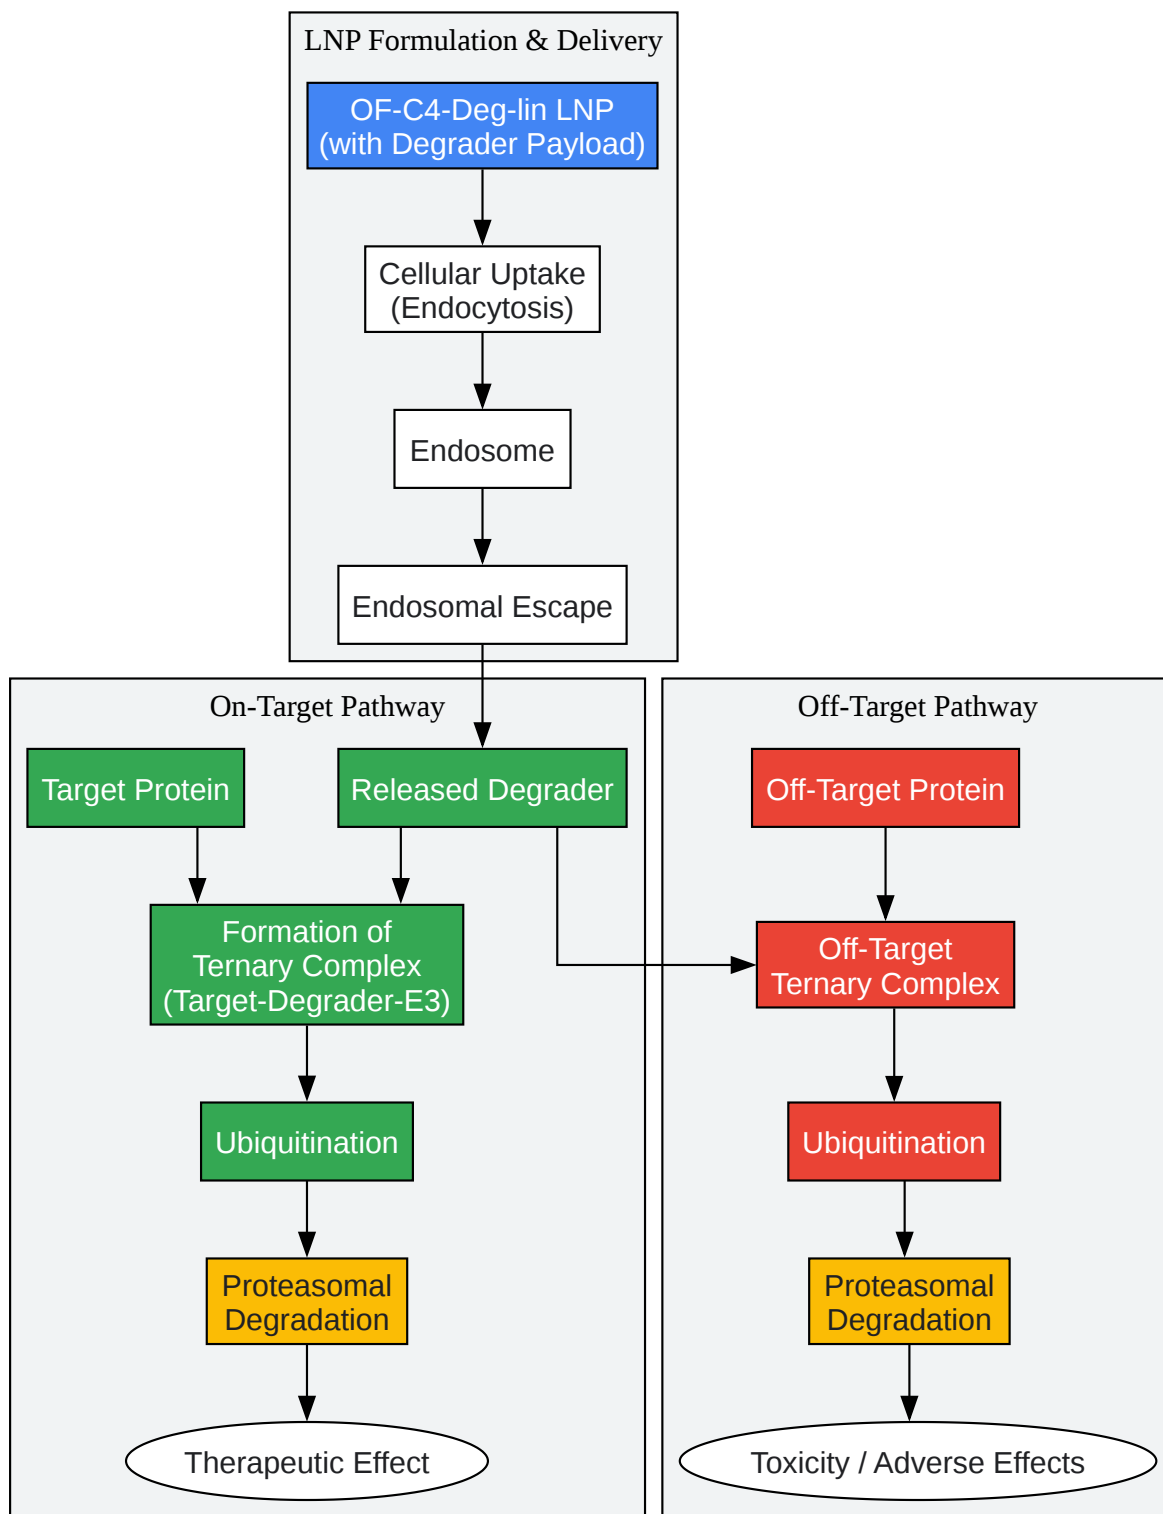 LNP Formulation & Delivery
OF-C4-Deg-lin LNP
(with Degrader Payload)
Cellular Uptake
(Endocytosis)
Endosome
Endosomal Escape
On-Target Pathway
Target Protein
Released Degrader
Formation of
Ternary Complex
(Target-Degrader-E3)
Ubiquitination
Proteasomal
Degradation
Therapeutic Effect
Off-Target Pathway
Off-Target Protein
Off-Target
Ternary Complex
Ubiquitination
Proteasomal
Degradation
Toxicity / Adverse Effects